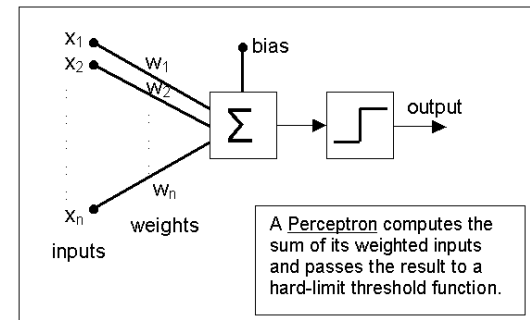 x1
x2
w1
w2
bias
Σ
output
wn
xn
weights
inputs
A Perceptron computes the
sum of its weighted inputs
and passes the result to a
hard-limit threshold function.